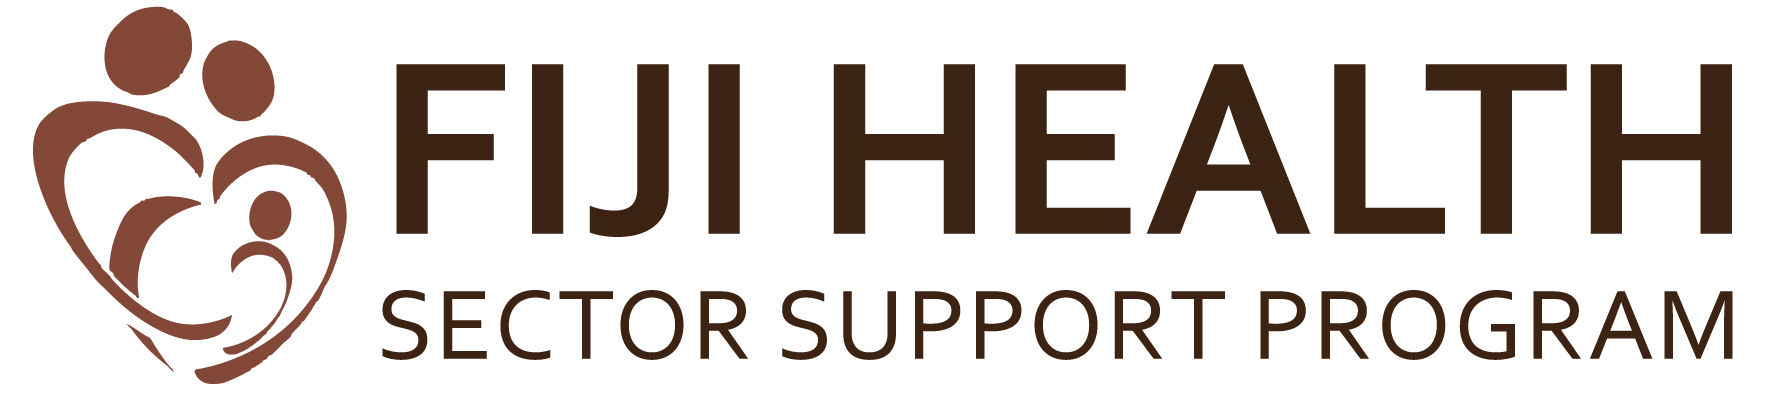 FIJI HEALTH
SECTOR SUPPORT PROGRAM